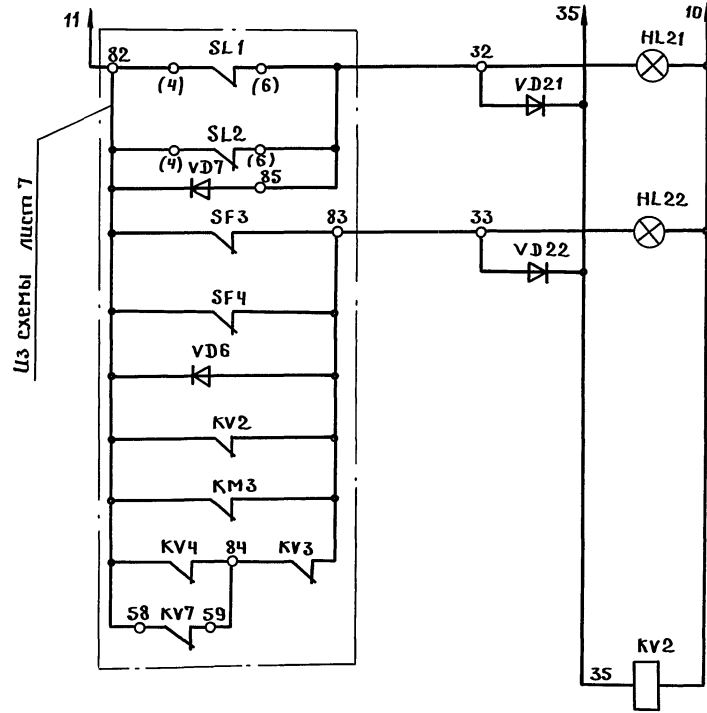 11
35
10
82
SL1
32
HL21
(4)
(6)
VD21
SL2
(4)
(6)
VD7
85
SF3
83
33
HL22
VD22
SF4
Из схемы лист 7
VD6
KV2
KM3
KV4
84
KV3
58
KV7
59
KV2
35